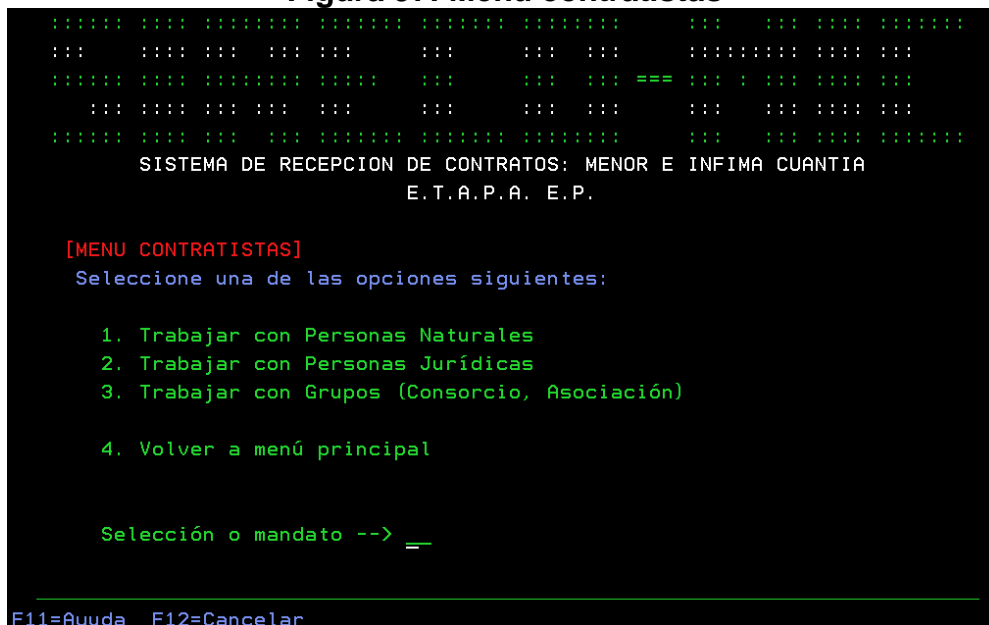 SISTEMA DE RECEPCION DE CONTRATOS: MENOR E INFIMA CUANTIA
E.T.A.P.A. E.P.
[MENU CONTRATISTAS]
Seleccione una de las opciones siguientes:
1. Trabajar con Personas Naturales
2. Trabajar con Personas Jurídicas
3. Trabajar con Grupos (Consorcio, Asociación)
4. Volver a menú principal
Selección o mandato --> __
F11=Ayuda F12=Cancelar